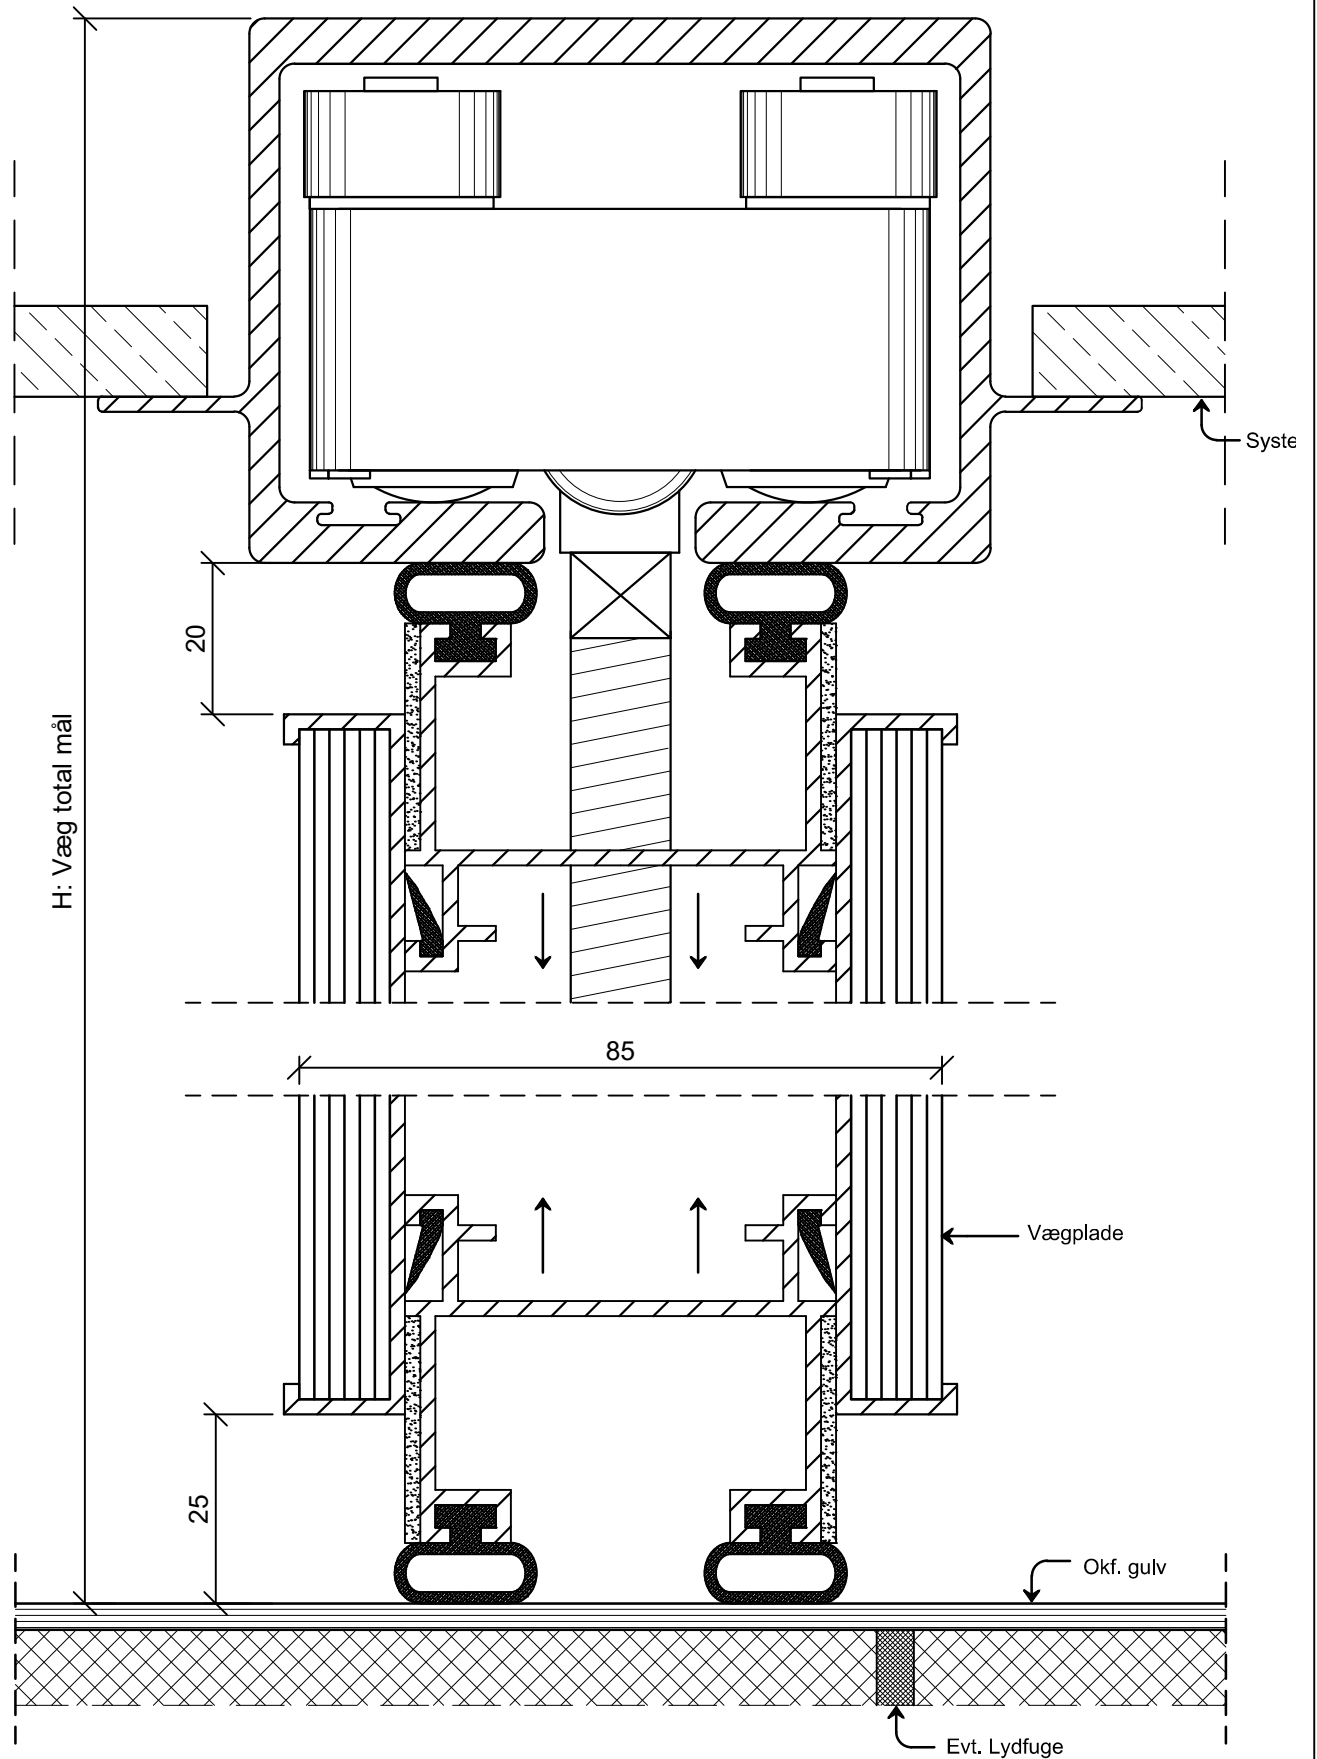 Syste
20
H: Væg total mål
85
Vægplade
25
Okf. gulv
Evt. Lydfuge